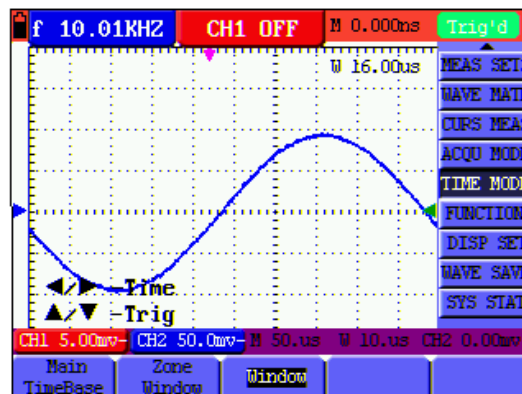 f 10.01KHZ CH1 OFF M 0.000ns Trig'd
W 16.00us
MEAS SET
WAVE MAT
CURS MEA
ACQU MOD
TIME MOD
FUNCTION
DISP SET
WAVE SAV
SYS STAT
◀/▶ -Time
▲/▼ -Trig
CH1 5.00mv- CH2 50.0mv- M 50.us W 10.us CH2 0.00mv
Main TimeBase
Zone Window
Window